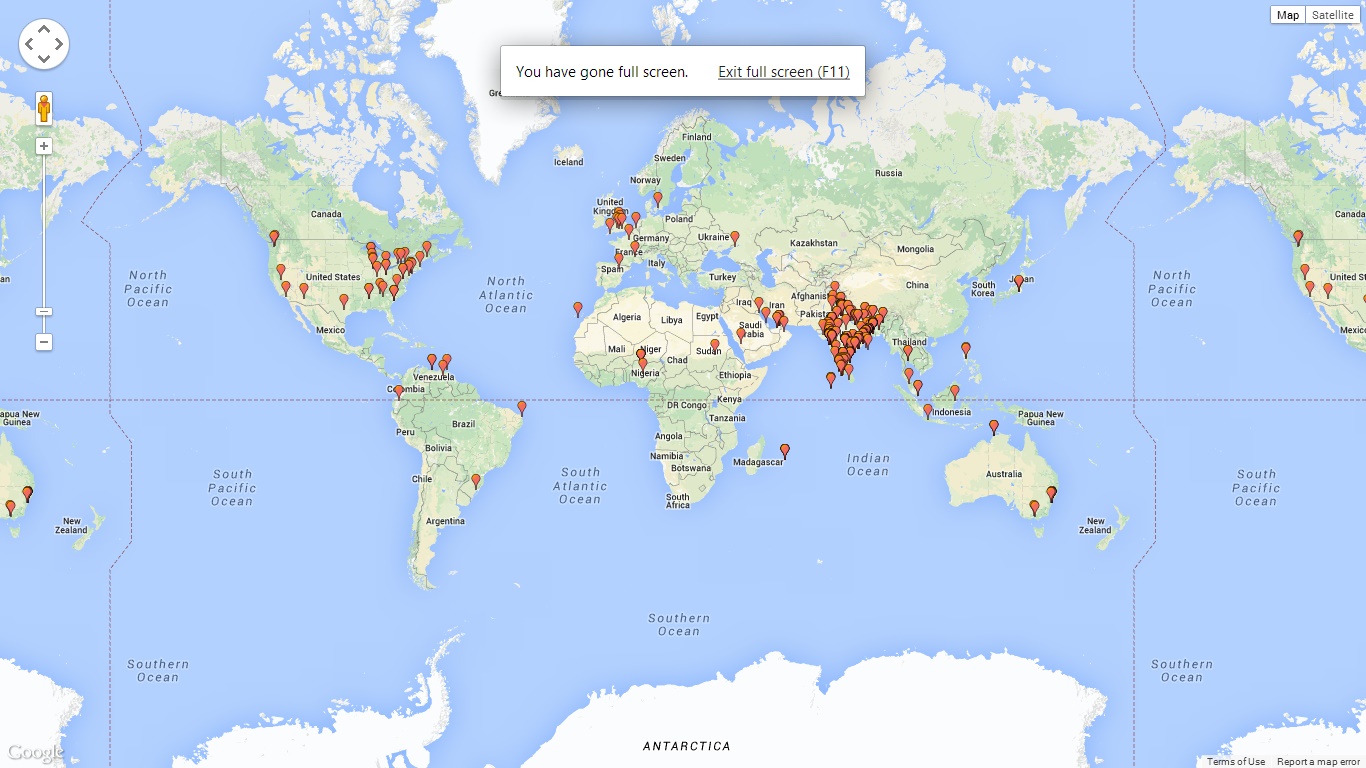 Map
Satellite
You have gone full screen.
Exit full screen (F11)
Gre
Finland
Iceland
Sweden
Norway
Russia
United
Kingdom
Canada
Canada
Poland
Germany
Ukraine
Kazakhstan
Mongolia
France
Italy
Spain
Turkey
an
North
Pacific
Ocean
United States
North
Atlantic
Ocean
China
South
Korea
Japan
North
Pacific
Ocean
United States
Iraq
Iran
Afghanis
Pakist
Algeria
Libya
Egypt
Saudi
Arabia
Mexico
Mexico
Mali
Niger
Chad
Sudan
Thailand
Nigeria
Ethiopia
Venezuela
Colombia
Kenya
DR Congo
Tanzania
Indonesia
Papua New
Guinea
apua New
Guinea
Brazil
Peru
Bolivia
Angola
Namibia
Botswana
Madagascar
Indian
Ocean
Australia
Chile
South
Pacific
Ocean
South
Atlantic
Ocean
South
Africa
South
Pacific
Ocean
New
Zealand
Argentina
New
Zealand
Southern
Ocean
Southern
Ocean
Southern
Ocean
ANTARCTICA
Google
Terms of Use
Report a map error